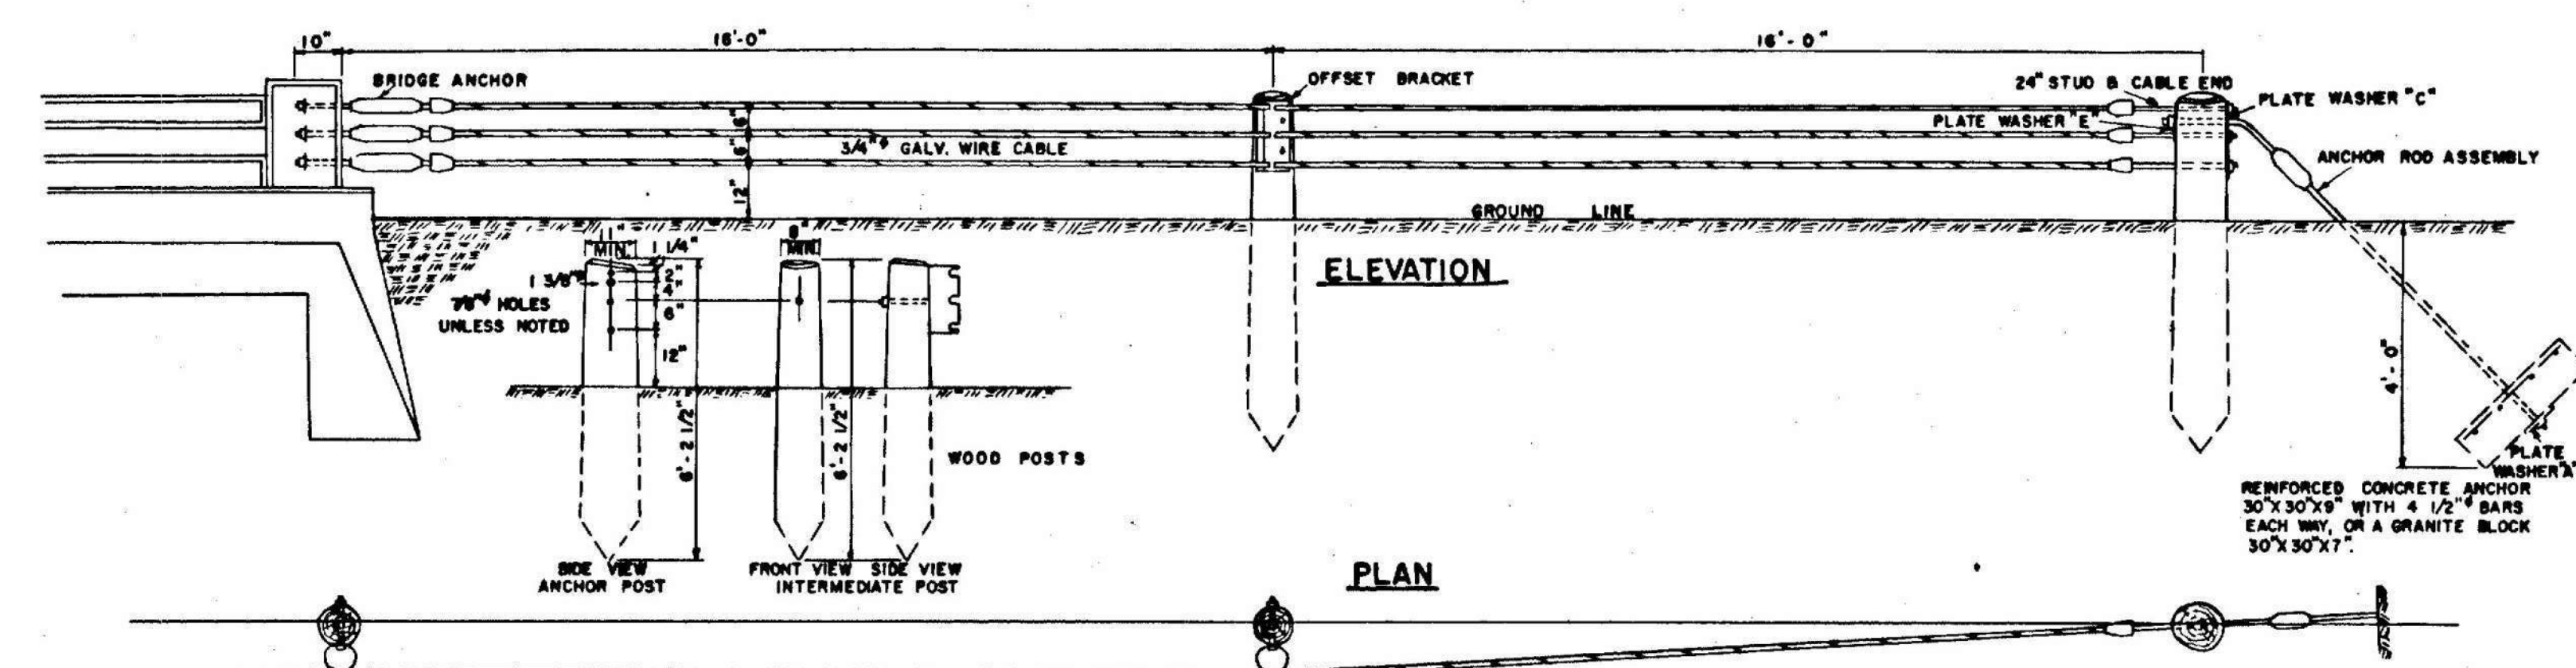 10"
16'-0"
16'-0"
BRIDGE ANCHOR
OFFSET BRACKET
24" STUD & CABLE END
PLATE WASHER "C"
PLATE WASHER "E"
6"
6"
12"
3/4"ϕ GALV. WIRE CABLE
ANCHOR ROD ASSEMBLY
GROUND LINE
MIN.
1/4"
8"
MIN.
ELEVATION
1 3/8"ϕ
2"
4"
7/8"ϕ HOLES
UNLESS NOTED
6"
12"
6'-2 1/2"
6'-2 1/2"
WOOD POSTS
4'-0"
PLATE
WASHER "A"
REINFORCED CONCRETE ANCHOR
30"X30"X9" WITH 4 1/2"ϕ BARS
EACH WAY, OR A GRANITE BLOCK
30"X30"X7".
SIDE VIEW
ANCHOR POST
FRONT VIEW SIDE VIEW
INTERMEDIATE POST
PLAN